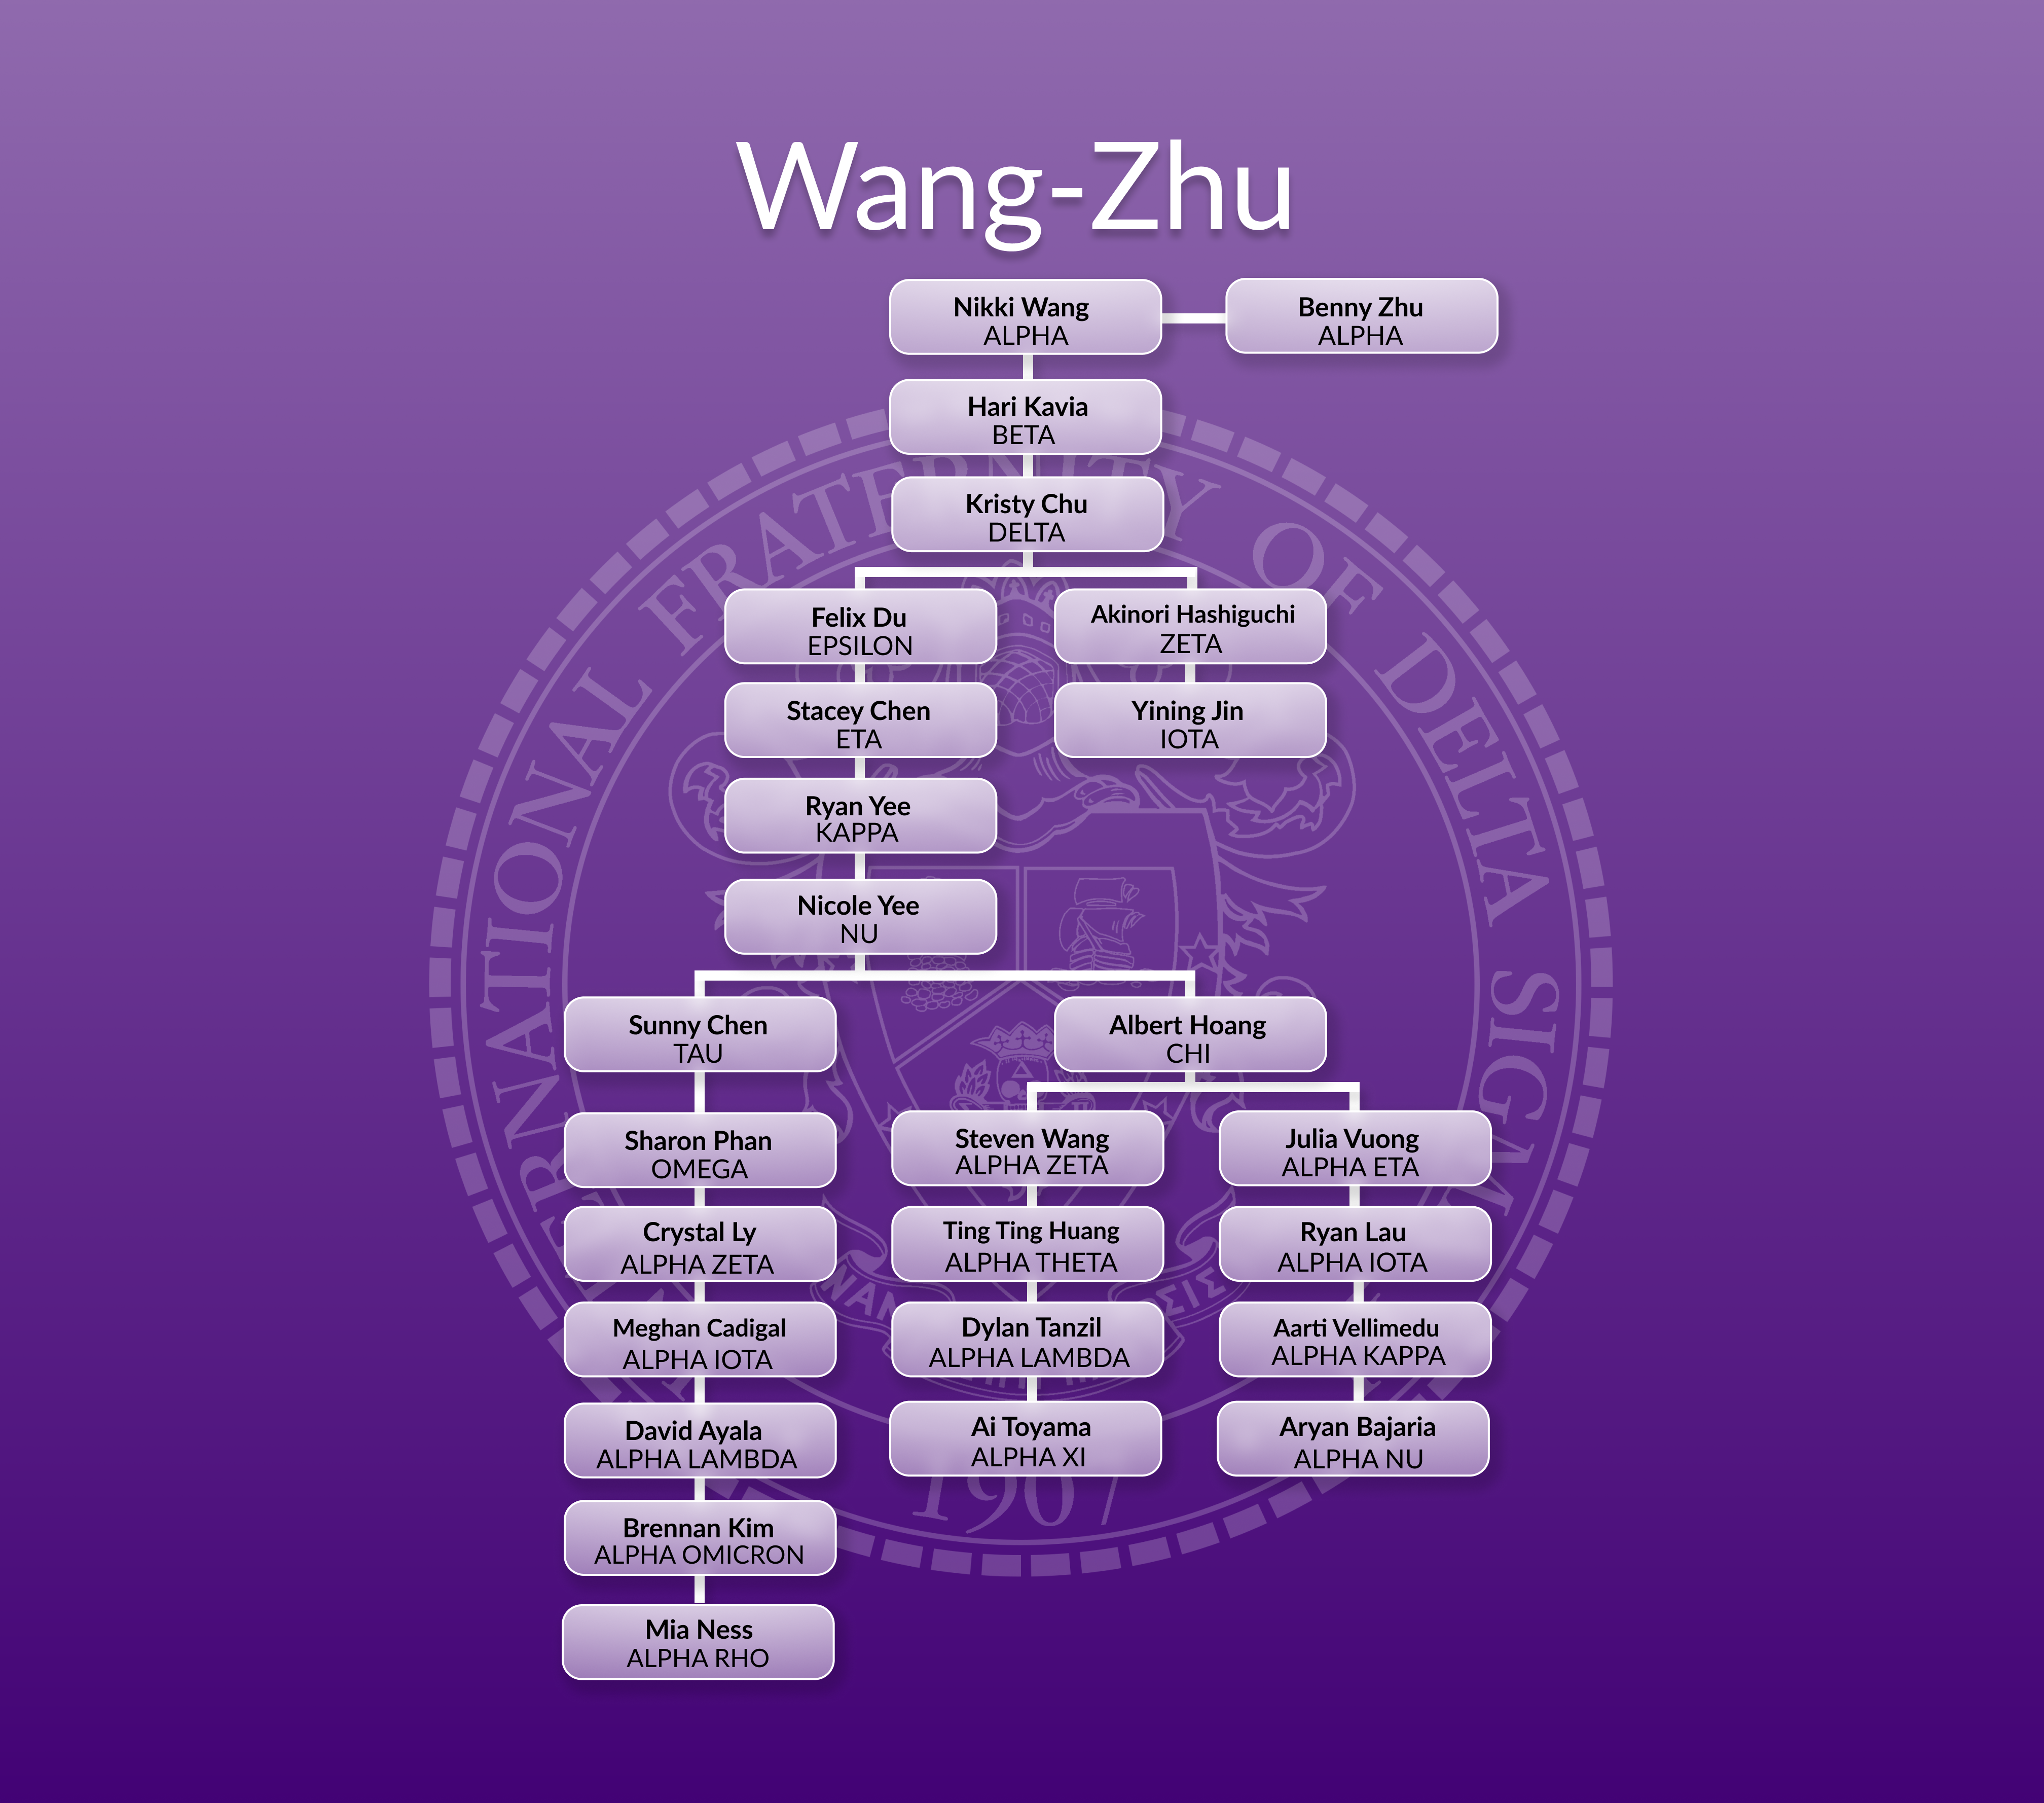 Wang-Zhu
Nikki Wang
ALPHA
Benny Zhu
ALPHA
Hari Kavia
BETA
Kristy Chu
DELTA
Felix Du
EPSILON
Akinori Hashiguchi
ZETA
Stacey Chen
ETA
Yining Jin
IOTA
Ryan Yee
KAPPA
Nicole Yee
NU
Sunny Chen
TAU
Albert Hoang
CHI
Sharon Phan
OMEGA
Steven Wang
ALPHA ZETA
Julia Vuong
ALPHA ETA
Crystal Ly
ALPHA ZETA
Ting Ting Huang
ALPHA THETA
Ryan Lau
ALPHA IOTA
Meghan Cadigal
ALPHA IOTA
Dylan Tanzil
ALPHA LAMBDA
Aarti Vellimedu
ALPHA KAPPA
David Ayala
ALPHA LAMBDA
Ai Toyama
ALPHA XI
Aryan Bajaria
ALPHA NU
Brennan Kim
ALPHA OMICRON
Mia Ness
ALPHA RHO
FRATERNITY OF DELTA
1907